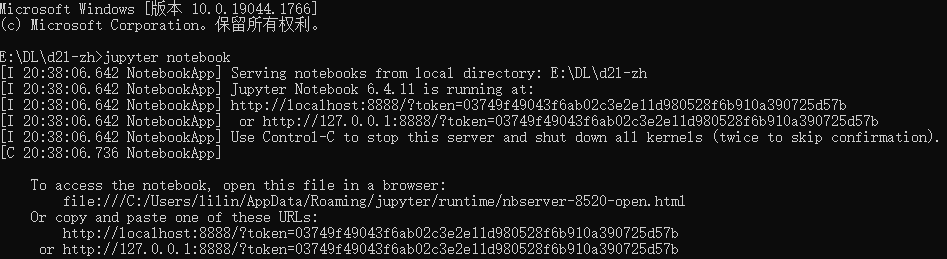 Microsoft Windows [版本 10.0.19044.1766]
(c) Microsoft Corporation。保留所有权利。
E:\DL\d2l-zh>jupyter notebook
[I 20:38:06.642 NotebookApp] Serving notebooks from local directory: E:\DL\d2l-zh
[I 20:38:06.642 NotebookApp] Jupyter Notebook 6.4.11 is running at:
[I 20:38:06.642 NotebookApp] http://localhost:8888/?token=03749f49043f6ab02c3e2e11d980528f6b910a390725d57b
[I 20:38:06.642 NotebookApp]  or http://127.0.0.1:8888/?token=03749f49043f6ab02c3e2e11d980528f6b910a390725d57b
[I 20:38:06.642 NotebookApp] Use Control-C to stop this server and shut down all kernels (twice to skip confirmation).
[C 20:38:06.736 NotebookApp]
To access the notebook, open this file in a browser:
file:///C:/Users/lilin/AppData/Roaming/jupyter/runtime/nbserver-8520-open.html
Or copy and paste one of these URLs:
http://localhost:8888/?token=03749f49043f6ab02c3e2e11d980528f6b910a390725d57b
or http://127.0.0.1:8888/?token=03749f49043f6ab02c3e2e11d980528f6b910a390725d57b